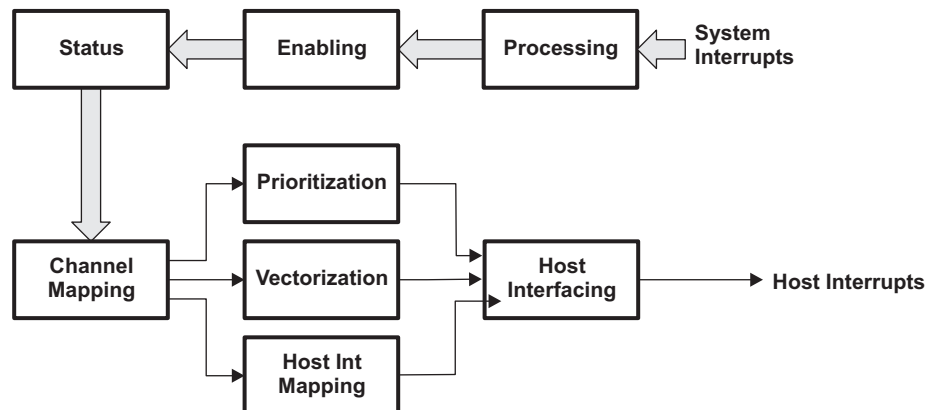 Status
Enabling
Processing
System
Interrupts
Prioritization
Channel
Mapping
Vectorization
Host
Interfacing
Host Interrupts
Host Int
Mapping